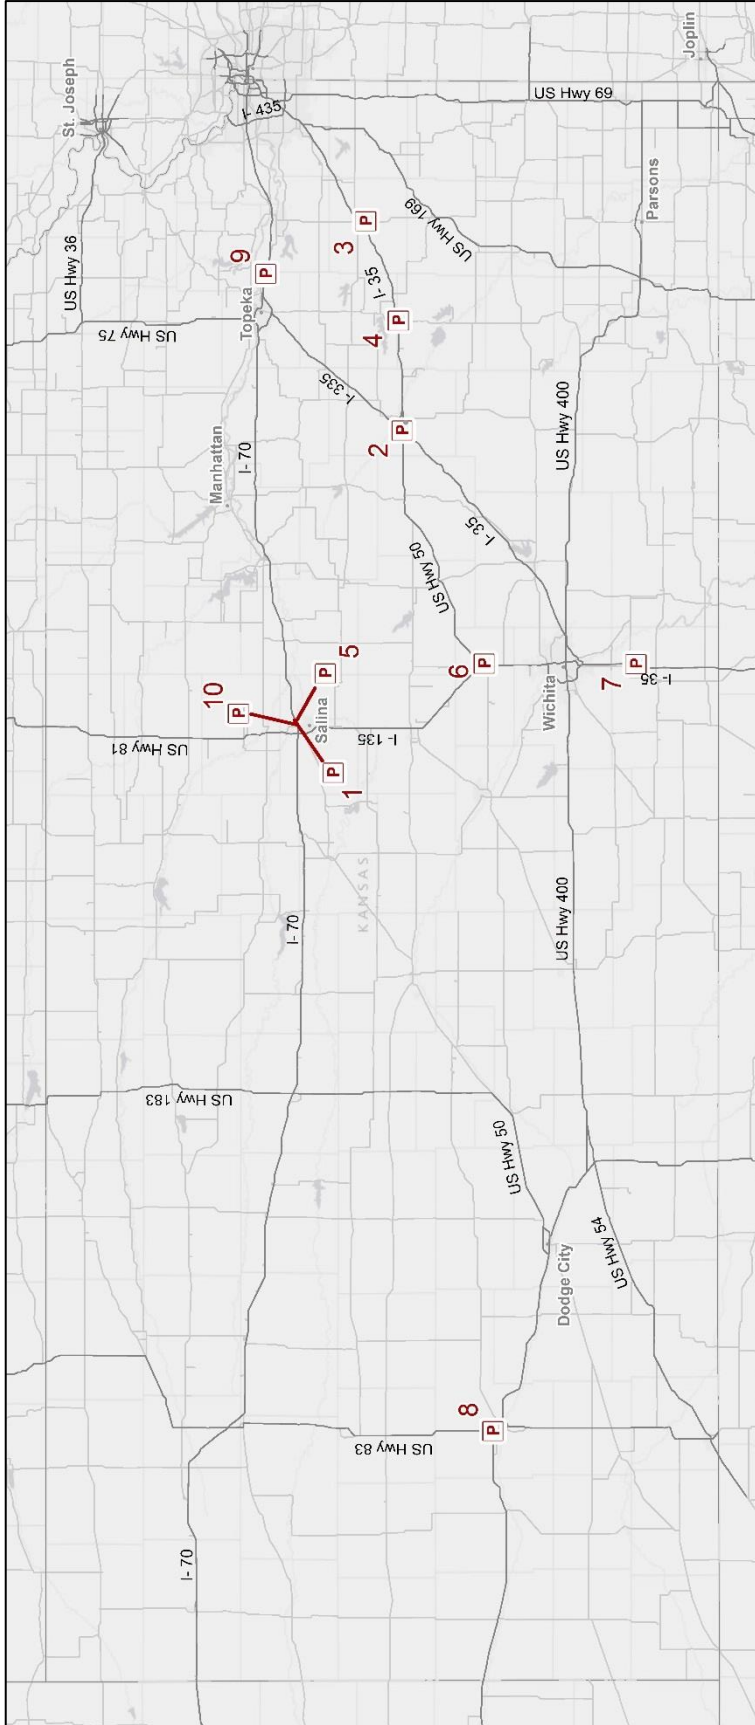 St. Joseph
US Hwy 36
I- 435
US Hwy 69
Joplin
Parsons
US Hwy 169
3
P
I- 35
4
P
9
P
Topeka
US Hwy 75
I- 335
2
P
Manhattan
I- 70
US Hwy 400
I- 35
US Hwy 50
5
P
6
P
7
P
I- 35
Wichita
10
P
Salina
US Hwy 81
I- 135
1
P
KANSAS
I- 70
US Hwy 400
US Hwy 183
US Hwy 50
US Hwy 54
Dodge City
8
P
US Hwy 83
I- 70